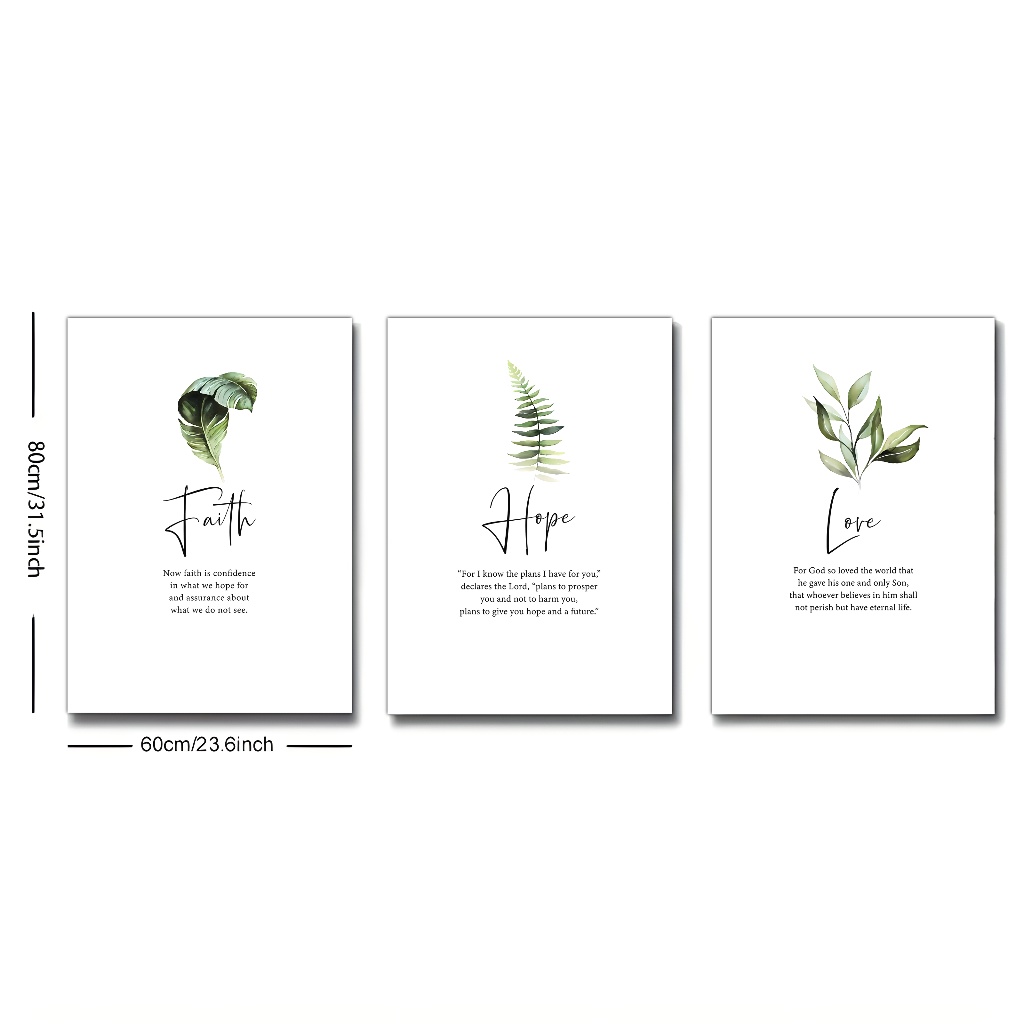 80cm/31.5inch
Faith
Now faith is confidence
in what we hope for
and assurance about
what we do not see.
Hope
“For I know the plans I have for you,”
declares the Lord, “plans to prosper
you and not to harm you,
plans to give you hope and a future.”
Love
For God so loved the world that
he gave his one and only Son,
that whoever believes in him shall
not perish but have eternal life.
60cm/23.6inch